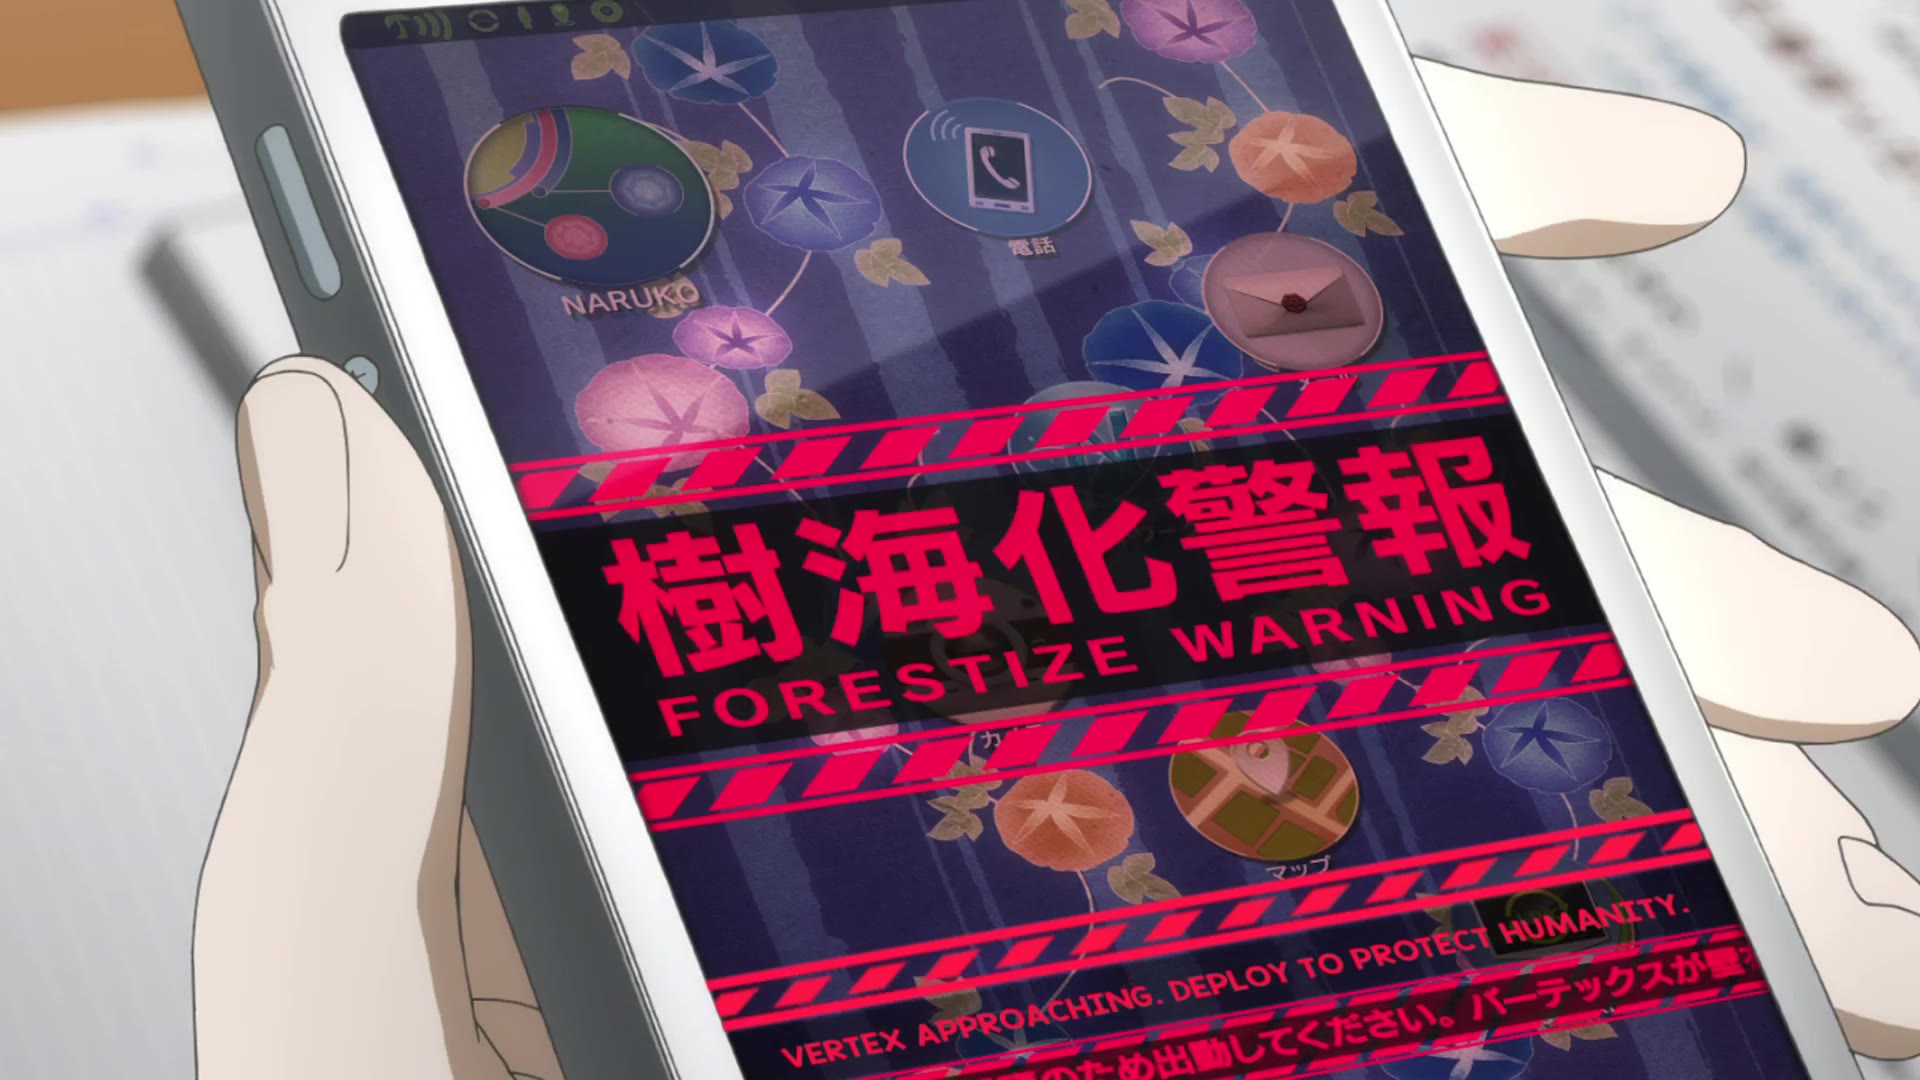 電話
NARUKO
樹海化警報
FORESTIZE WARNING
マップ
VERTEX APPROACHING. DEPLOY TO PROTECT HUMANITY.
のため出動してください。バーテックスが